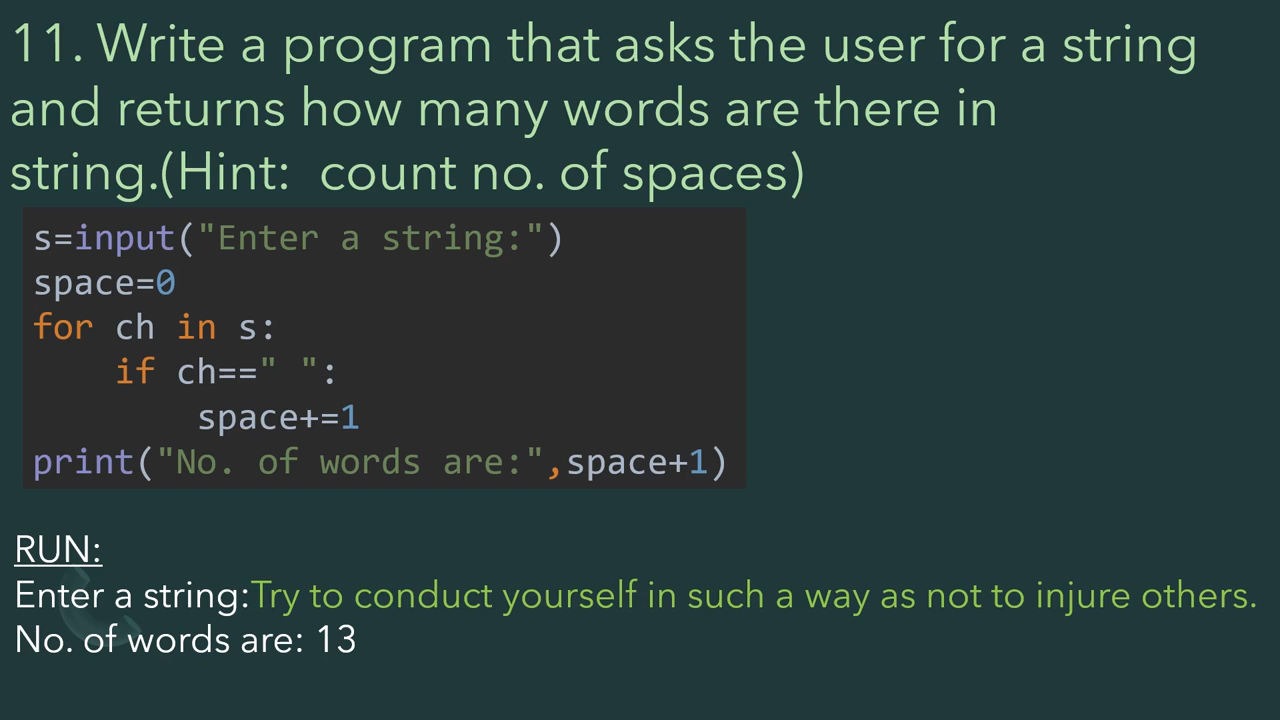 11. Write a program that asks the user for a string
and returns how many words are there in
string.(Hint:  count no. of spaces)
s=input("Enter a string:")
space=0
for ch in s:
    if ch==" ":
        space+=1
print("No. of words are:",space+1)
RUN:
Enter a string:Try to conduct yourself in such a way as not to injure others.
No. of words are: 13